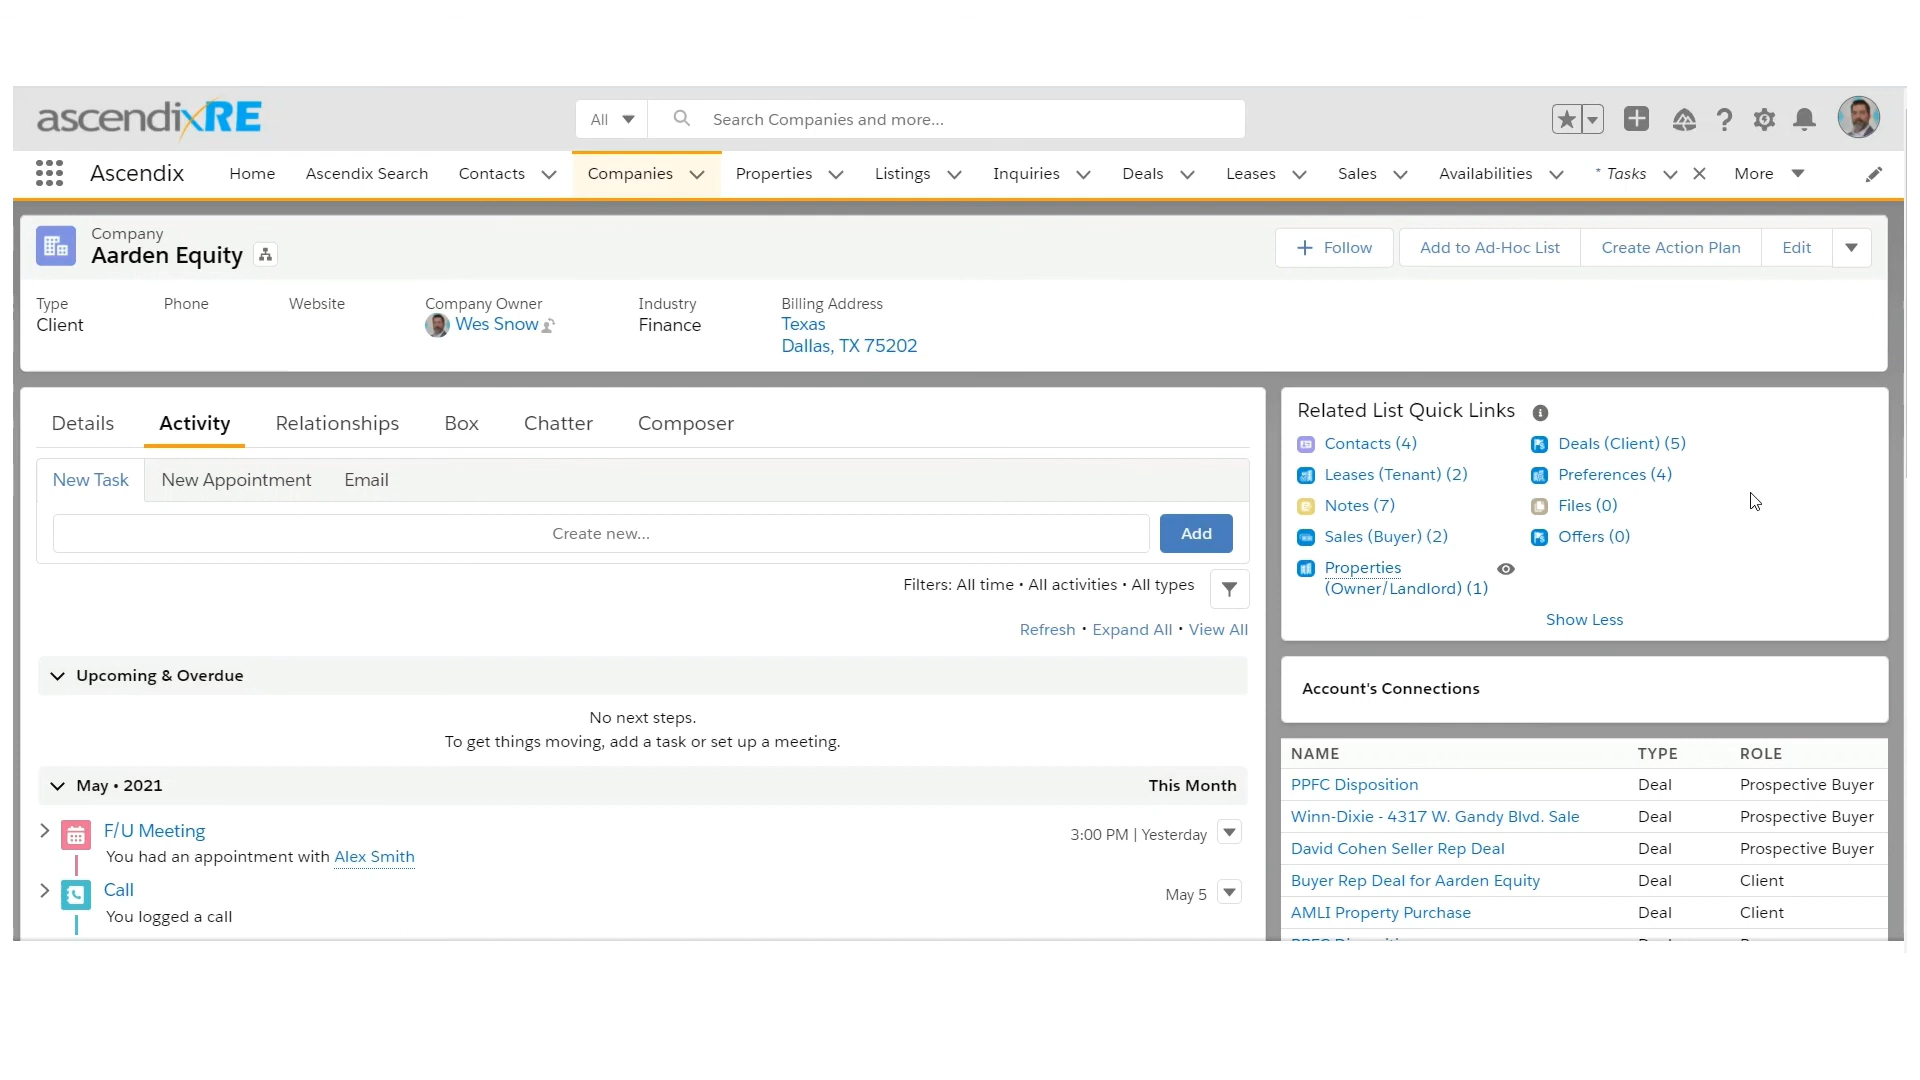 ascendixRE
All
Search Companies and more...
Ascendix
Home
Ascendix Search
Contacts
Companies
Properties
Listings
Inquiries
Deals
Leases
Sales
Availabilities
* Tasks
More
Company
Aarden Equity
Follow
Add to Ad-Hoc List
Create Action Plan
Edit
Type
Client
Phone
Website
Company Owner
Wes Snow
Industry
Finance
Billing Address
Texas
Dallas, TX 75202
Details
Activity
Relationships
Box
Chatter
Composer
New Task
New Appointment
Email
Create new...
Add
Filters: All time • All activities • All types
Refresh • Expand All • View All
Upcoming & Overdue
No next steps.
To get things moving, add a task or set up a meeting.
May • 2021
This Month
F/U Meeting
3:00 PM | Yesterday
You had an appointment with Alex Smith
Call
May 5
You logged a call
Related List Quick Links
Contacts (4)
Deals (Client) (5)
Leases (Tenant) (2)
Preferences (4)
Notes (7)
Files (0)
Sales (Buyer) (2)
Offers (0)
Properties
(Owner/Landlord) (1)
Show Less
Account's Connections
NAME TYPE ROLE
PPFC Disposition Deal Prospective Buyer
Winn-Dixie - 4317 W. Gandy Blvd. Sale Deal Prospective Buyer
David Cohen Seller Rep Deal Deal Prospective Buyer
Buyer Rep Deal for Aarden Equity Deal Client
AMLI Property Purchase Deal Client